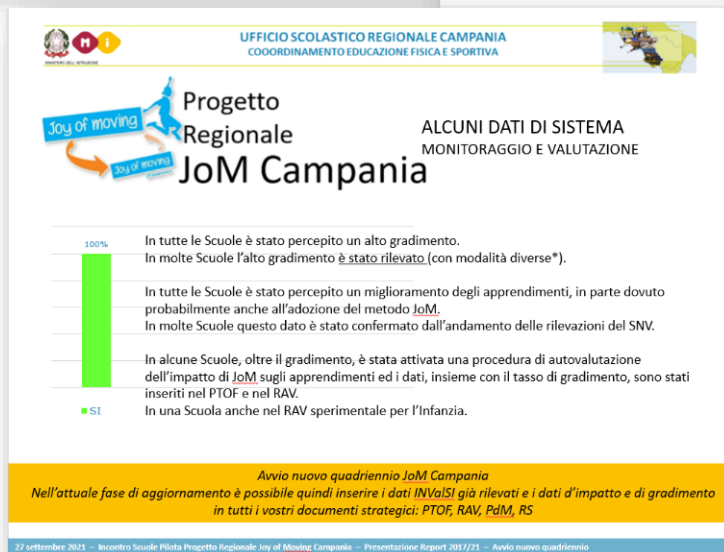 UFFICIO SCOLASTICO REGIONALE CAMPANIA
COOORDINAMENTO EDUCAZIONE FISICA E SPORTIVA
Mi
MINISTERO DELL' ISTRUZIONE
Joy of moving
Joy of moving
Progetto
Regionale
JoM Campania
ALCUNI DATI DI SISTEMA
MONITORAGGIO E VALUTAZIONE
100%
SI
In tutte le Scuole è stato percepito un alto gradimento.
In molte Scuole l'alto gradimento è stato rilevato (con modalità diverse*).
In tutte le Scuole è stato percepito un miglioramento degli apprendimenti, in parte dovuto
probabilmente anche all'adozione del metodo JoM.
In molte Scuole questo dato è stato confermato dall'andamento delle rilevazioni del SNV.
In alcune Scuole, oltre il gradimento, è stata attivata una procedura di autovalutazione
dell'impatto di JoM sugli apprendimenti ed i dati, insieme con il tasso di gradimento, sono stati
inseriti nel PTOF e nel RAV.
In una Scuola anche nel RAV sperimentale per l'Infanzia.
Avvio nuovo quadriennio JoM Campania
Nell'attuale fase di aggiornamento è possibile quindi inserire i dati INValSI già rilevati e i dati d'impatto e di gradimento
in tutti i vostri documenti strategici: PTOF, RAV, PdM, RS
27 settembre 2021 – Incontro Scuole Pilota Progetto Regionale Joy of Moving Campania – Presentazione Report 2017/21 – Avvio nuovo quadriennio